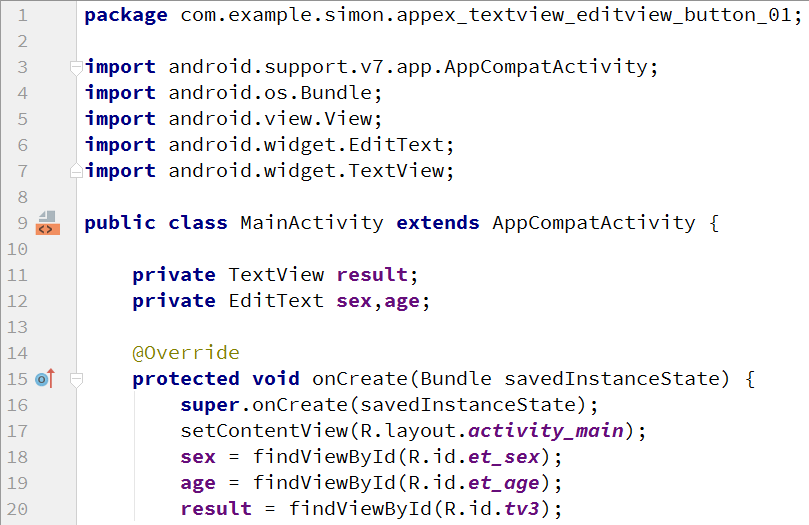 1 package com.example.simon.appex_textview_editview_button_01;
2
3 import android.support.v7.app.AppCompatActivity;
4 import android.os.Bundle;
5 import android.view.View;
6 import android.widget.EditText;
7 import android.widget.TextView;
8
9 <> public class MainActivity extends AppCompatActivity {
10
11 private TextView result;
12 private EditText sex,age;
13
14 @Override
15 protected void onCreate(Bundle savedInstanceState) {
16 super.onCreate(savedInstanceState);
17 setContentView(R.layout.activity_main);
18 sex = findViewById(R.id.et_sex);
19 age = findViewById(R.id.et_age);
20 result = findViewById(R.id.tv3);